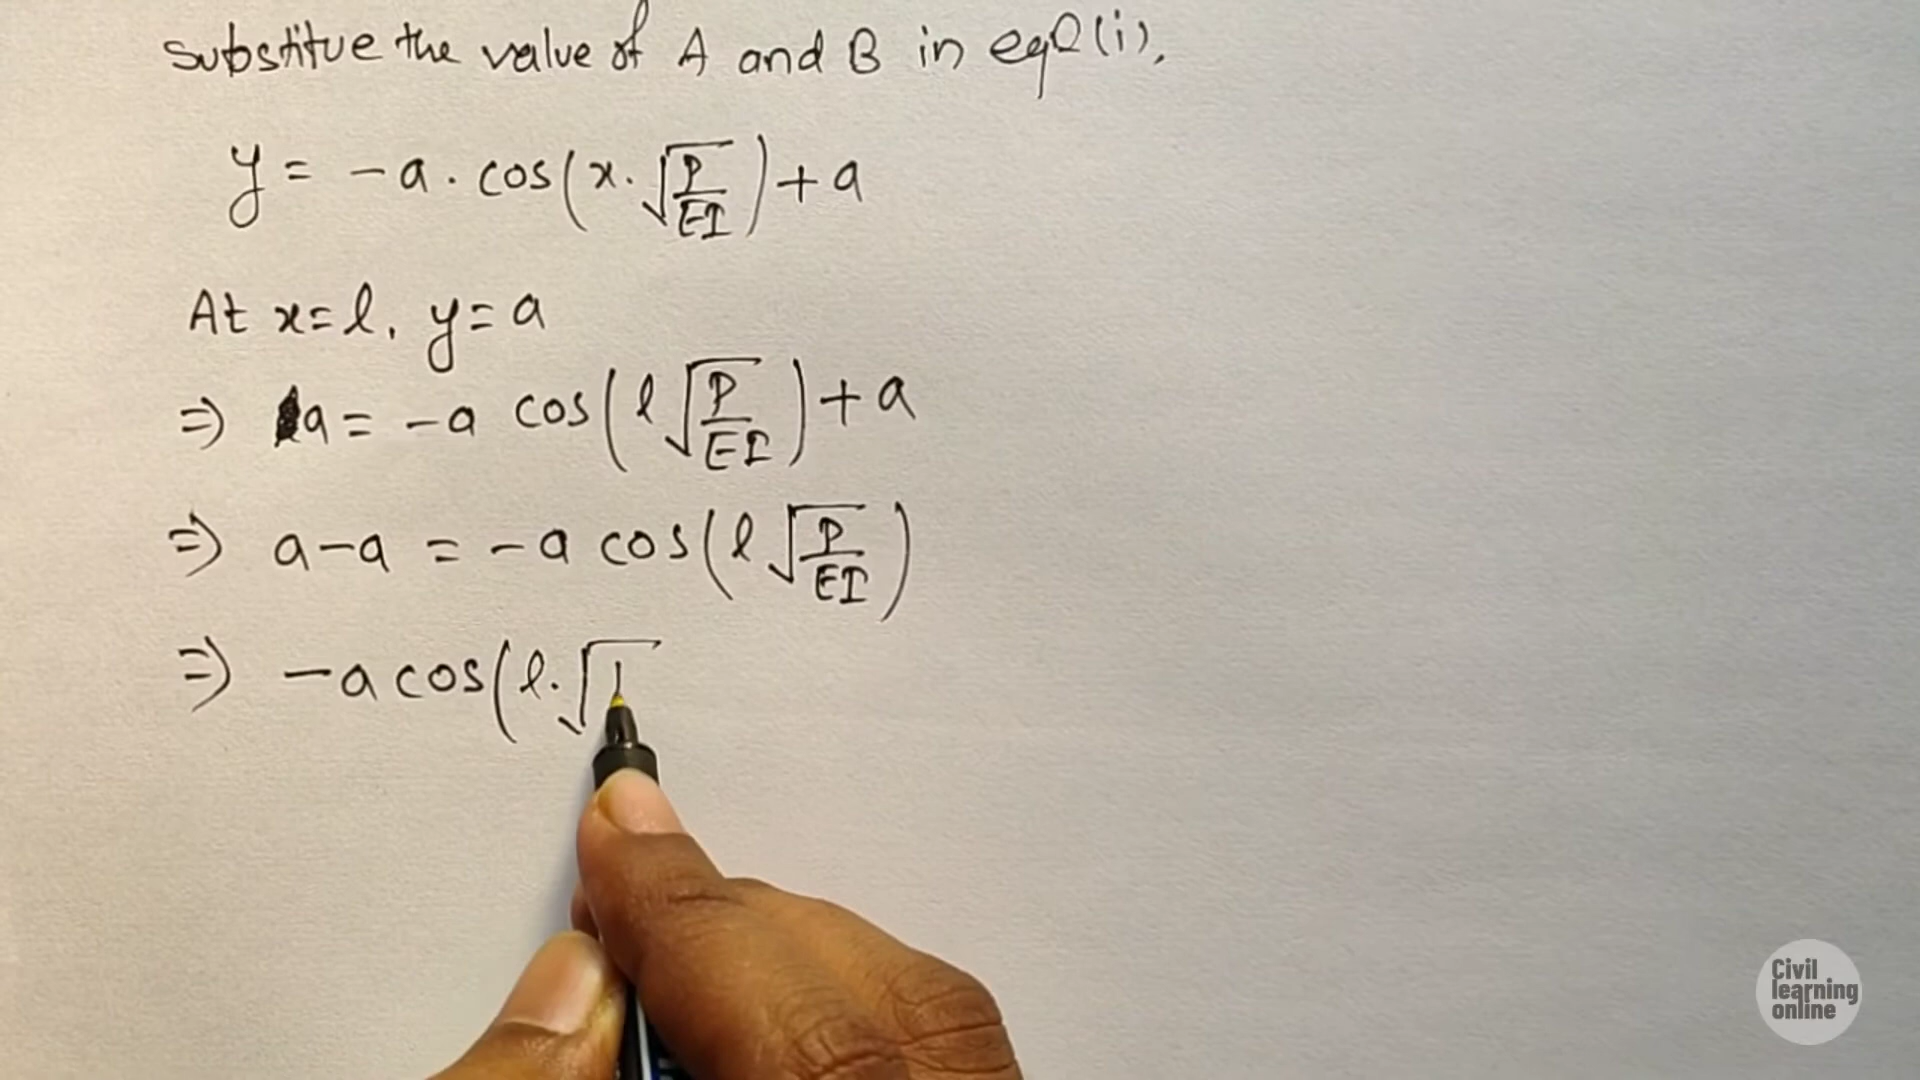 substitue the value of A and B in eqn(i),
y = -a . cos(x . √(P/EI)) + a
At x=l, y=a
⇒ a = -a cos(l √(P/EI)) + a
⇒ a-a = -a cos(l √(P/EI))
⇒ -a cos(l . √
Civil
learning
online